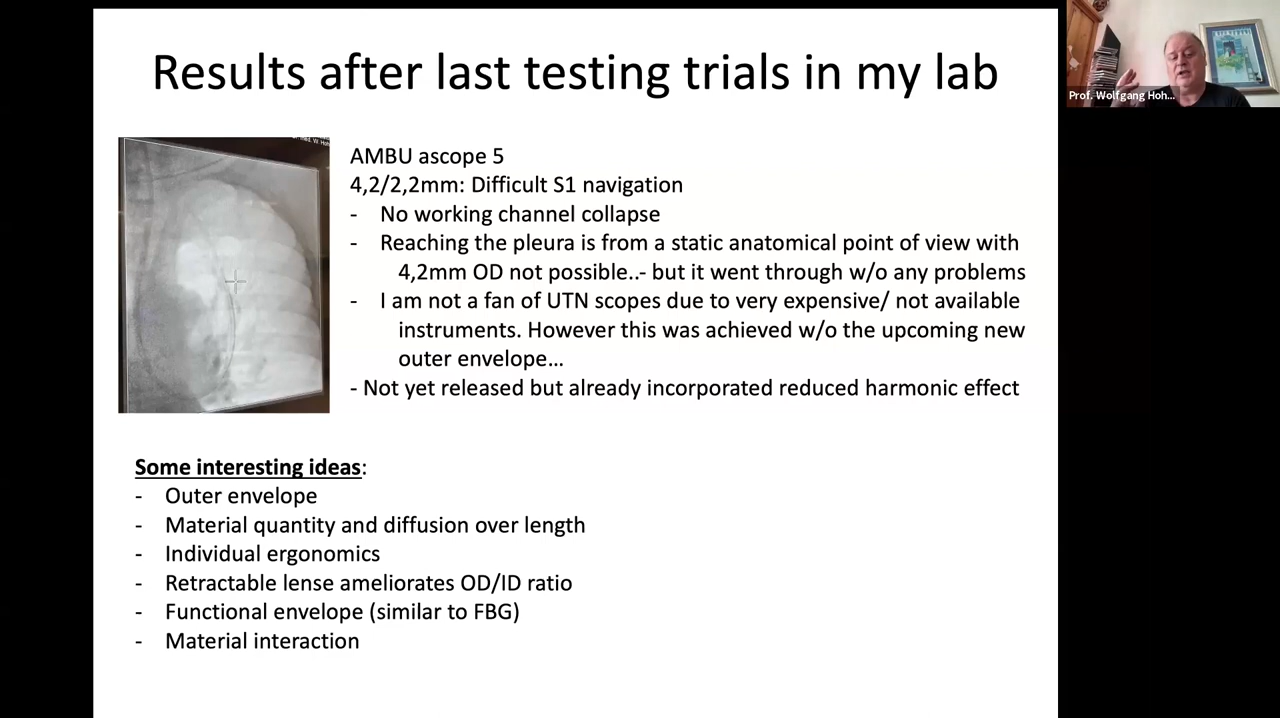 Results after last testing trials in my lab
Prof. Wolfgang Hoh...
AMBU ascope 5
4,2/2,2mm: Difficult S1 navigation
- No working channel collapse
- Reaching the pleura is from a static anatomical point of view with
4,2mm OD not possible..- but it went through w/o any problems
- I am not a fan of UTN scopes due to very expensive/ not available
instruments. However this was achieved w/o the upcoming new
outer envelope…
- Not yet released but already incorporated reduced harmonic effect
Some interesting ideas:
- Outer envelope
- Material quantity and diffusion over length
- Individual ergonomics
- Retractable lense ameliorates OD/ID ratio
- Functional envelope (similar to FBG)
- Material interaction